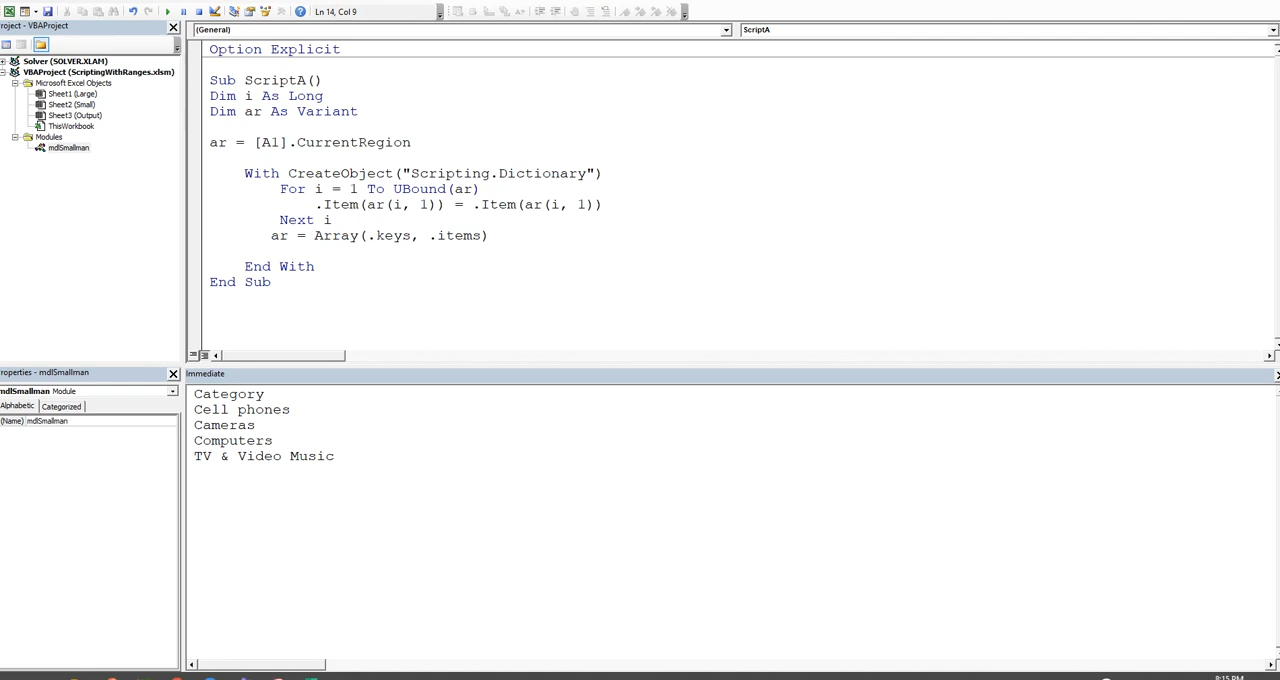 Ln 14, Col 9
Project - VBAProject
(General)
ScriptA
Solver (SOLVER.XLAM)
VBAProject (ScriptingWithRanges.xlsm)
Microsoft Excel Objects
Sheet1 (Large)
Sheet2 (Small)
Sheet3 (Output)
ThisWorkbook
Modules
mdlSmallman
Option Explicit
Sub ScriptA()
Dim i As Long
Dim ar As Variant
ar = [A1].CurrentRegion
With CreateObject("Scripting.Dictionary")
For i = 1 To UBound(ar)
.Item(ar(i, 1)) = .Item(ar(i, 1))
Next i
ar = Array(.keys, .items)
End With
End Sub
roperties - mdlSmallman
mdlSmallman Module
Alphabetic Categorized
(Name) mdlSmallman
Immediate
Category
Cell phones
Cameras
Computers
TV & Video Music
8:15 PM